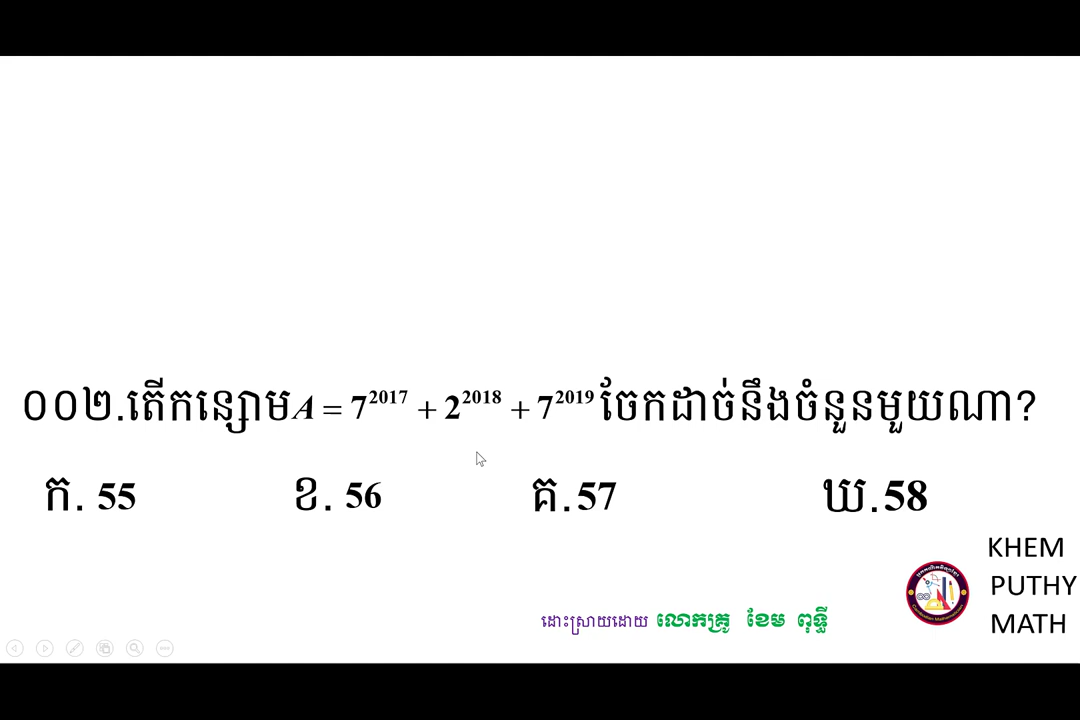 ០០២.តើកន្សោម A = 7^2017 + 2^2018 + 7^2019 ចែកដាច់នឹងចំនួនមួយណា?
ក. 55 ខ. 56 គ.57 ឃ.58
KHEM
PUTHY
MATH
ដោះស្រាយដោយ លោកគ្រូ ខែម ពុទ្ធី